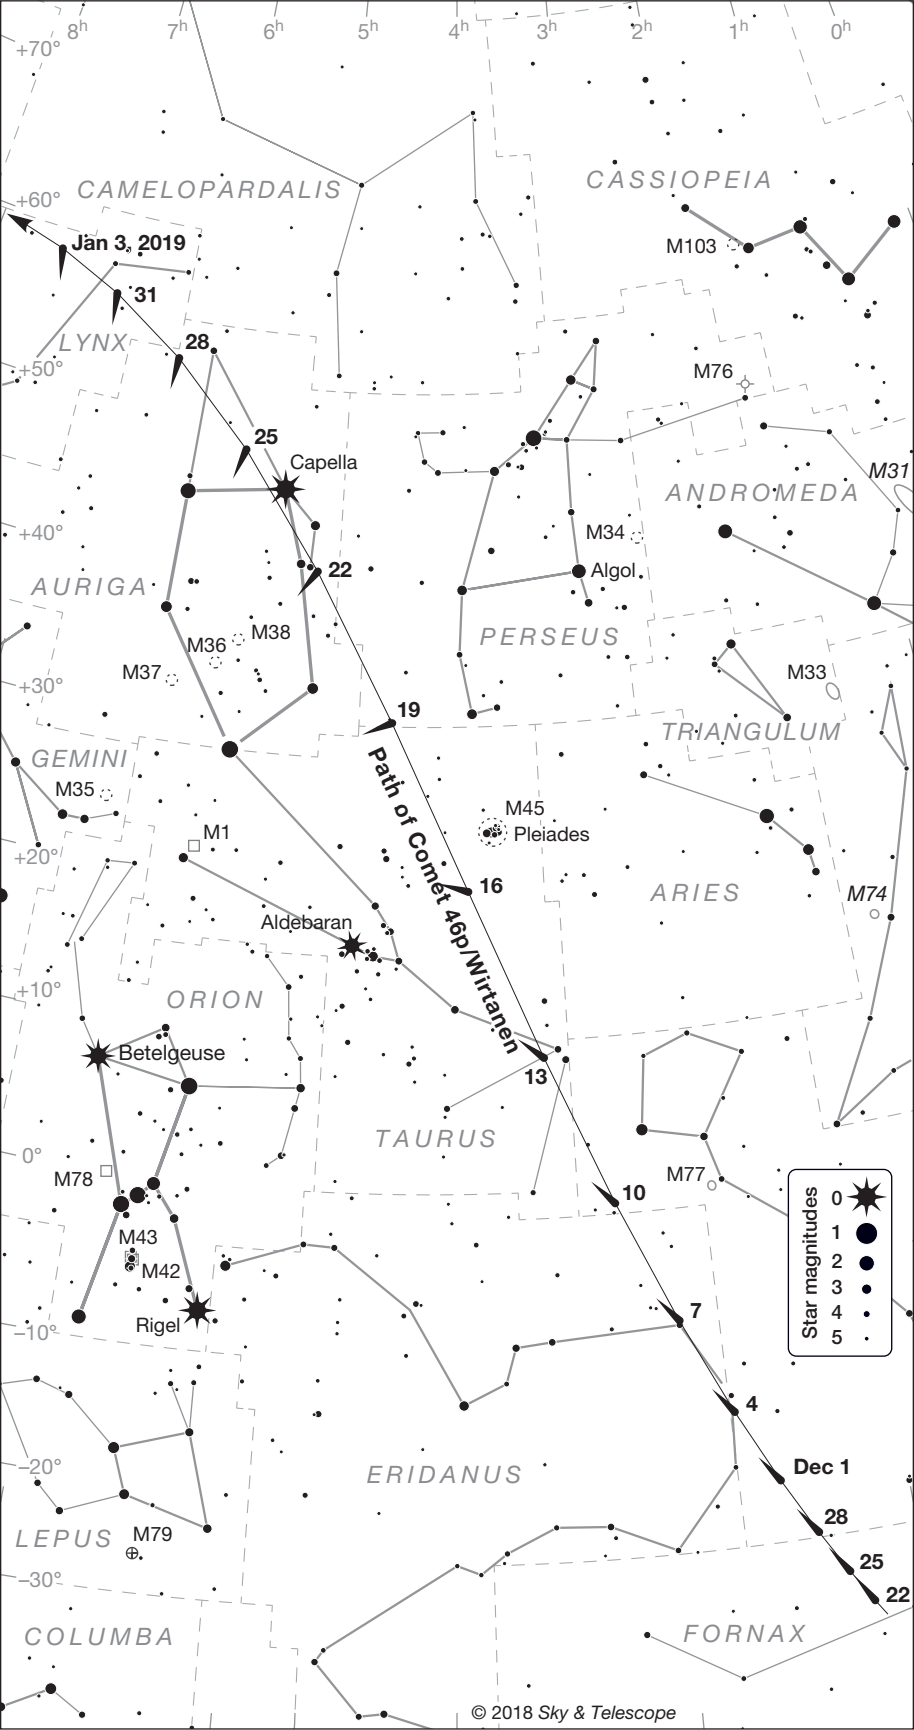 8h 7h 6h 5h 4h 3h 2h 1h 0h
+70°
CASSIOPEIA
CAMELOPARDALIS
+60°
M103
Jan 3, 2019
31
LYNX
28
+50°
M76
25
Capella
M31
ANDROMEDA
+40°
M34
22
Algol
AURIGA
M38
M36
PERSEUS
M37
M33
+30°
19
TRIANGULUM
GEMINI
M35
Path of Comet 46p/Wirtanen
M45
Pleiades
M1
+20°
16
ARIES
M74
Aldebaran
+10°
ORION
Betelgeuse
13
TAURUS
0°
M78
M77
10
M43
M42
Rigel
7
–10°
Star magnitudes
0
1
2
3
4
5
4
Dec 1
–20°
ERIDANUS
28
LEPUS
M79
25
–30°
22
COLUMBA
FORNAX
© 2018 Sky & Telescope